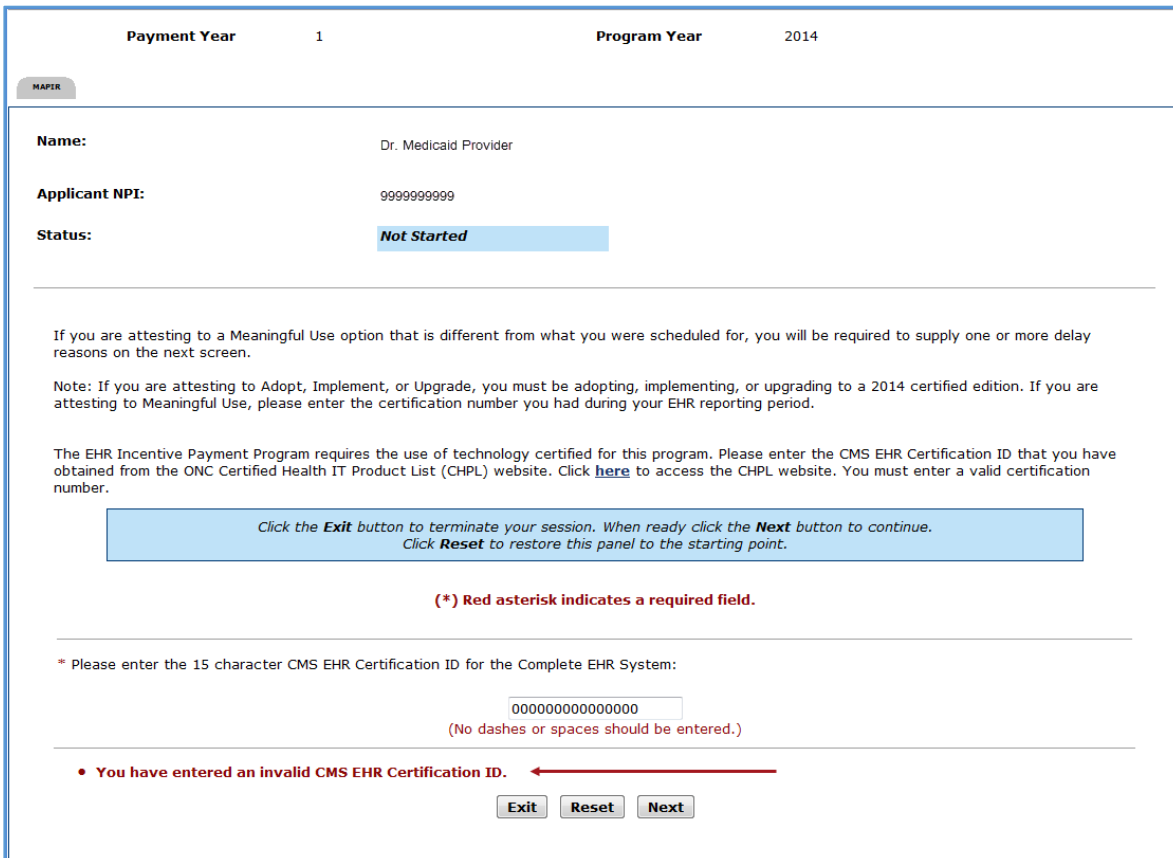 Payment Year 1 Program Year 2014
MAPIR
Name: Dr. Medicaid Provider
Applicant NPI: 9999999999
Status: Not Started
If you are attesting to a Meaningful Use option that is different from what you were scheduled for, you will be required to supply one or more delay
reasons on the next screen.
Note: If you are attesting to Adopt, Implement, or Upgrade, you must be adopting, implementing, or upgrading to a 2014 certified edition. If you are
attesting to Meaningful Use, please enter the certification number you had during your EHR reporting period.
The EHR Incentive Payment Program requires the use of technology certified for this program. Please enter the CMS EHR Certification ID that you have
obtained from the ONC Certified Health IT Product List (CHPL) website. Click here to access the CHPL website. You must enter a valid certification
number.
Click the Exit button to terminate your session. When ready click the Next button to continue.
Click Reset to restore this panel to the starting point.
(*) Red asterisk indicates a required field.
* Please enter the 15 character CMS EHR Certification ID for the Complete EHR System:
000000000000000
(No dashes or spaces should be entered.)
• You have entered an invalid CMS EHR Certification ID.
Exit Reset Next